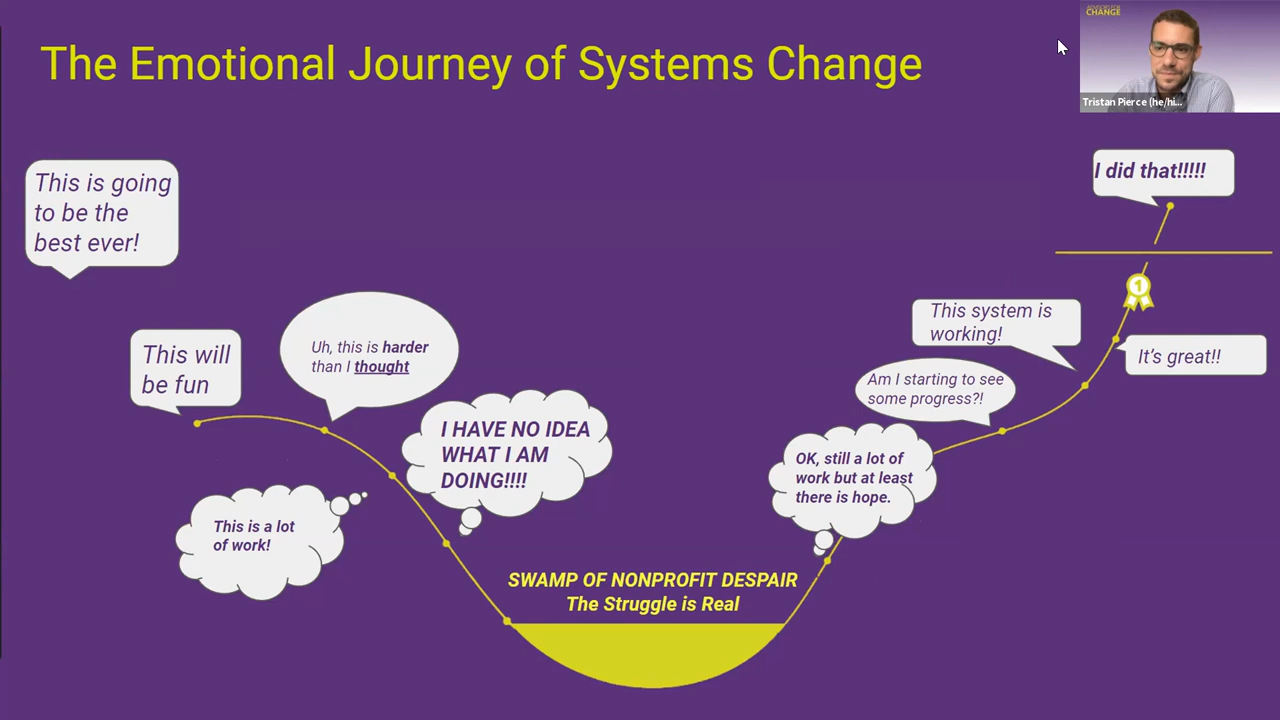 The Emotional Journey of Systems Change
CHANGE
Tristan Pierce (he/hi...
This is going
to be the
best ever!
This will
be fun
Uh, this is harder
than I thought
This is a lot
of work!
I HAVE NO IDEA
WHAT I AM
DOING!!!!
SWAMP OF NONPROFIT DESPAIR
The Struggle is Real
OK, still a lot of
work but at least
there is hope.
Am I starting to see
some progress?!
This system is
working!
It's great!!
1
I did that!!!!!